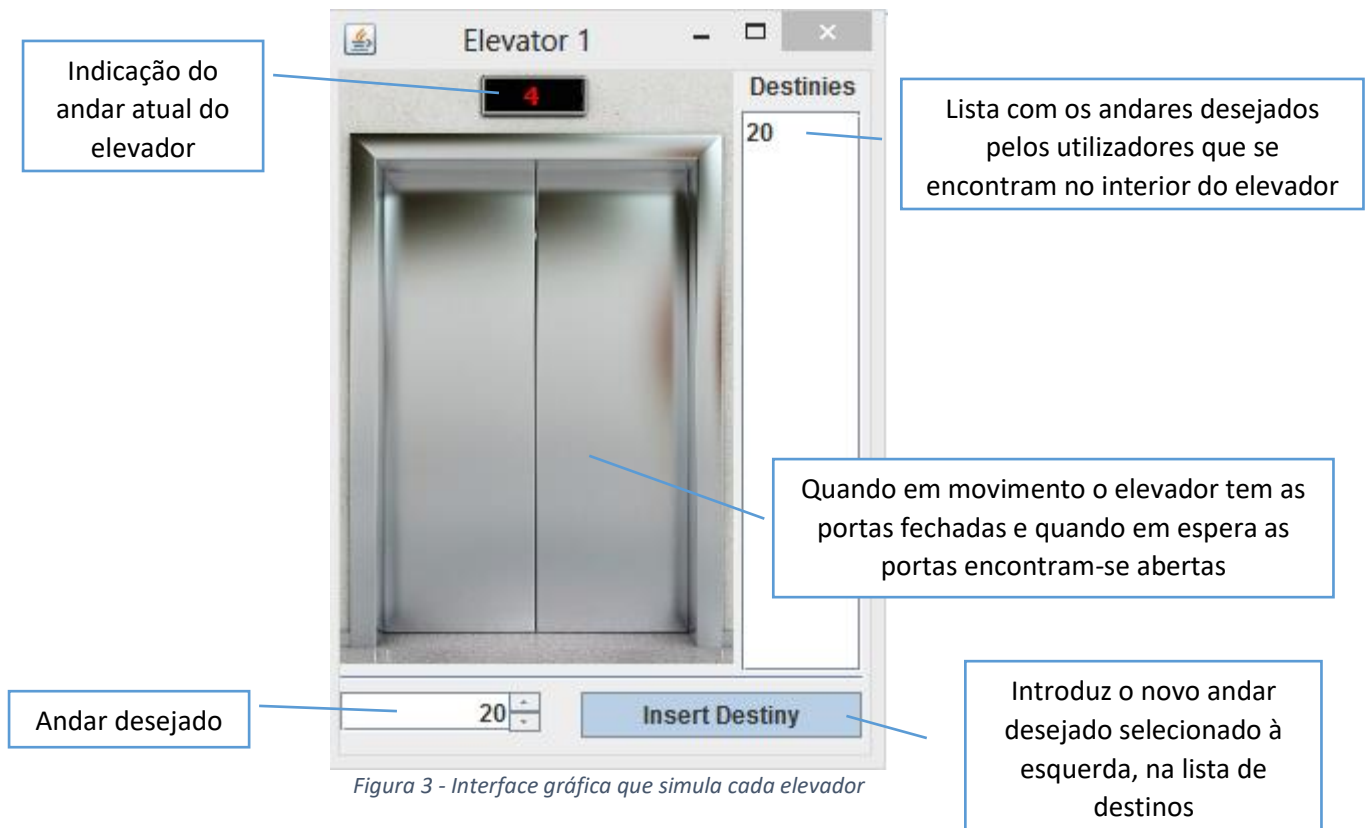 Elevator 1
Indicação do
andar atual do
elevador
4
Destinies
20
Lista com os andares desejados
pelos utilizadores que se
encontram no interior do elevador
Quando em movimento o elevador tem as
portas fechadas e quando em espera as
portas encontram-se abertas
Andar desejado
20
Insert Destiny
Introduz o novo andar
desejado selecionado à
esquerda, na lista de
destinos
Figura 3 - Interface gráfica que simula cada elevador